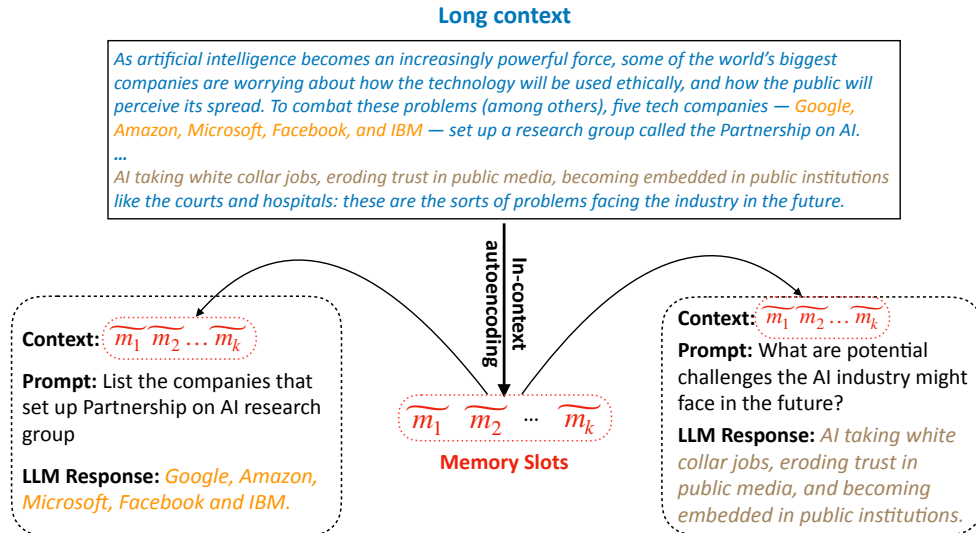 Long context
As artificial intelligence becomes an increasingly powerful force, some of the world's biggest
companies are worrying about how the technology will be used ethically, and how the public will
perceive its spread. To combat these problems (among others), five tech companies — Google,
Amazon, Microsoft, Facebook, and IBM — set up a research group called the Partnership on AI.
...
AI taking white collar jobs, eroding trust in public media, becoming embedded in public institutions
like the courts and hospitals: these are the sorts of problems facing the industry in the future.
In-context
autoencoding
Context: m̃₁ m̃₂ … m̃ₖ
Prompt: List the companies that
set up Partnership on AI research
group
LLM Response: Google, Amazon,
Microsoft, Facebook and IBM.
m̃₁ m̃₂ ... m̃ₖ
Memory Slots
Context: m̃₁ m̃₂ … m̃ₖ
Prompt: What are potential
challenges the AI industry might
face in the future?
LLM Response: AI taking white
collar jobs, eroding trust in
public media, and becoming
embedded in public institutions.